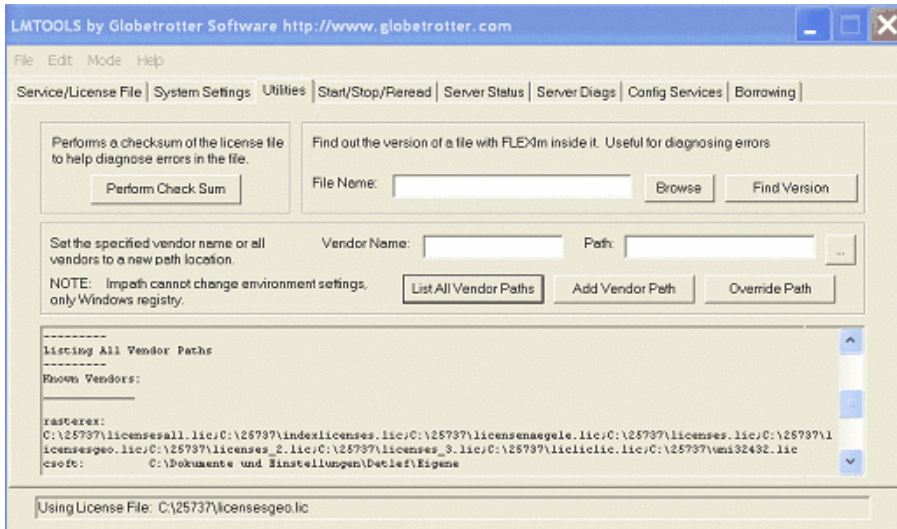 LMTOOLS by Globetrotter Software http://www.globetrotter.com
File Edit Mode Help
Service/License File System Settings Utilities Start/Stop/Reread Server Status Server Diags Config Services Borrowing
Performs a checksum of the license file
to help diagnose errors in the file.
Perform Check Sum
Find out the version of a file with FLEXlm inside it. Useful for diagnosing errors
File Name:
Browse
Find Version
Set the specified vendor name or all
vendors to a new path location.
NOTE: lmpath cannot change environment settings,
only Windows registry.
Vendor Name:
Path:
...
List All Vendor Paths
Add Vendor Path
Override Path
---------
Listing All Vendor Paths
---------
Known Vendors:
_____________
rasterex:
C:\25737\licensesall.lic;C:\25737\indexlicenses.lic;C:\25737\licensenaegele.lic;C:\25737\licenses.lic;C:\25737\l
icensesgeo.lic;C:\25737\licenses_2.lic;C:\25737\licenses_3.lic;C:\25737\licliclic.lic;C:\25737\uni32432.lic
csoft: C:\Dokumente und Einstellungen\Detlef\Eigene
Using License File: C:\25737\licensesgeo.lic